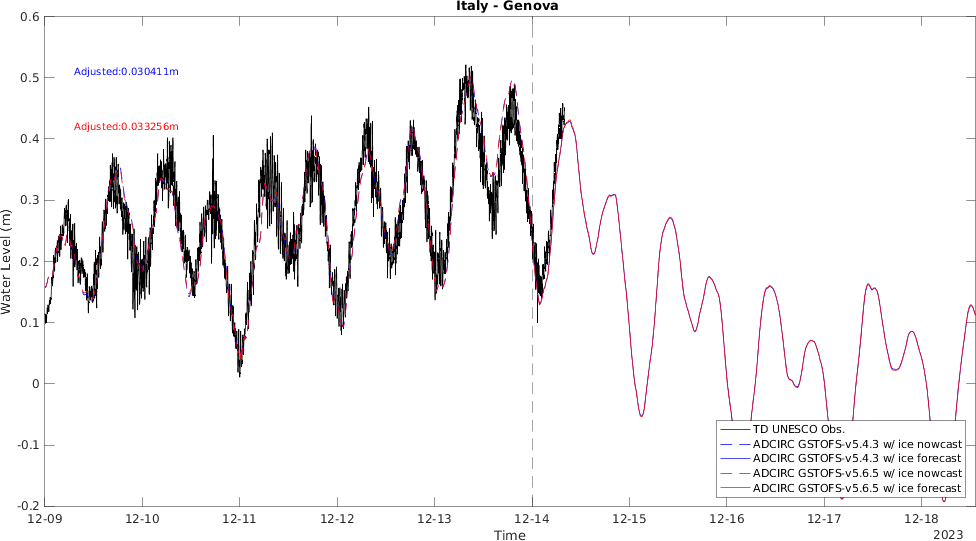 Italy - Genova
0.6
0.5
0.4
0.3
0.2
0.1
0
-0.1
-0.2
Water Level (m)
Adjusted:0.030411m
Adjusted:0.033256m
TD UNESCO Obs.
ADCIRC GSTOFS-v5.4.3 w/ ice nowcast
ADCIRC GSTOFS-v5.4.3 w/ ice forecast
ADCIRC GSTOFS-v5.6.5 w/ ice nowcast
ADCIRC GSTOFS-v5.6.5 w/ ice forecast
12-09 12-10 12-11 12-12 12-13 12-14 12-15 12-16 12-17 12-18
Time
2023